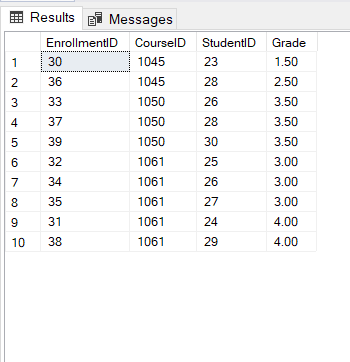 Results Messages
EnrollmentID CourseID StudentID Grade
1 30 1045 23 1.50
2 36 1045 28 2.50
3 33 1050 26 3.50
4 37 1050 28 3.50
5 39 1050 30 3.50
6 32 1061 25 3.00
7 34 1061 26 3.00
8 35 1061 27 3.00
9 31 1061 24 4.00
10 38 1061 29 4.00